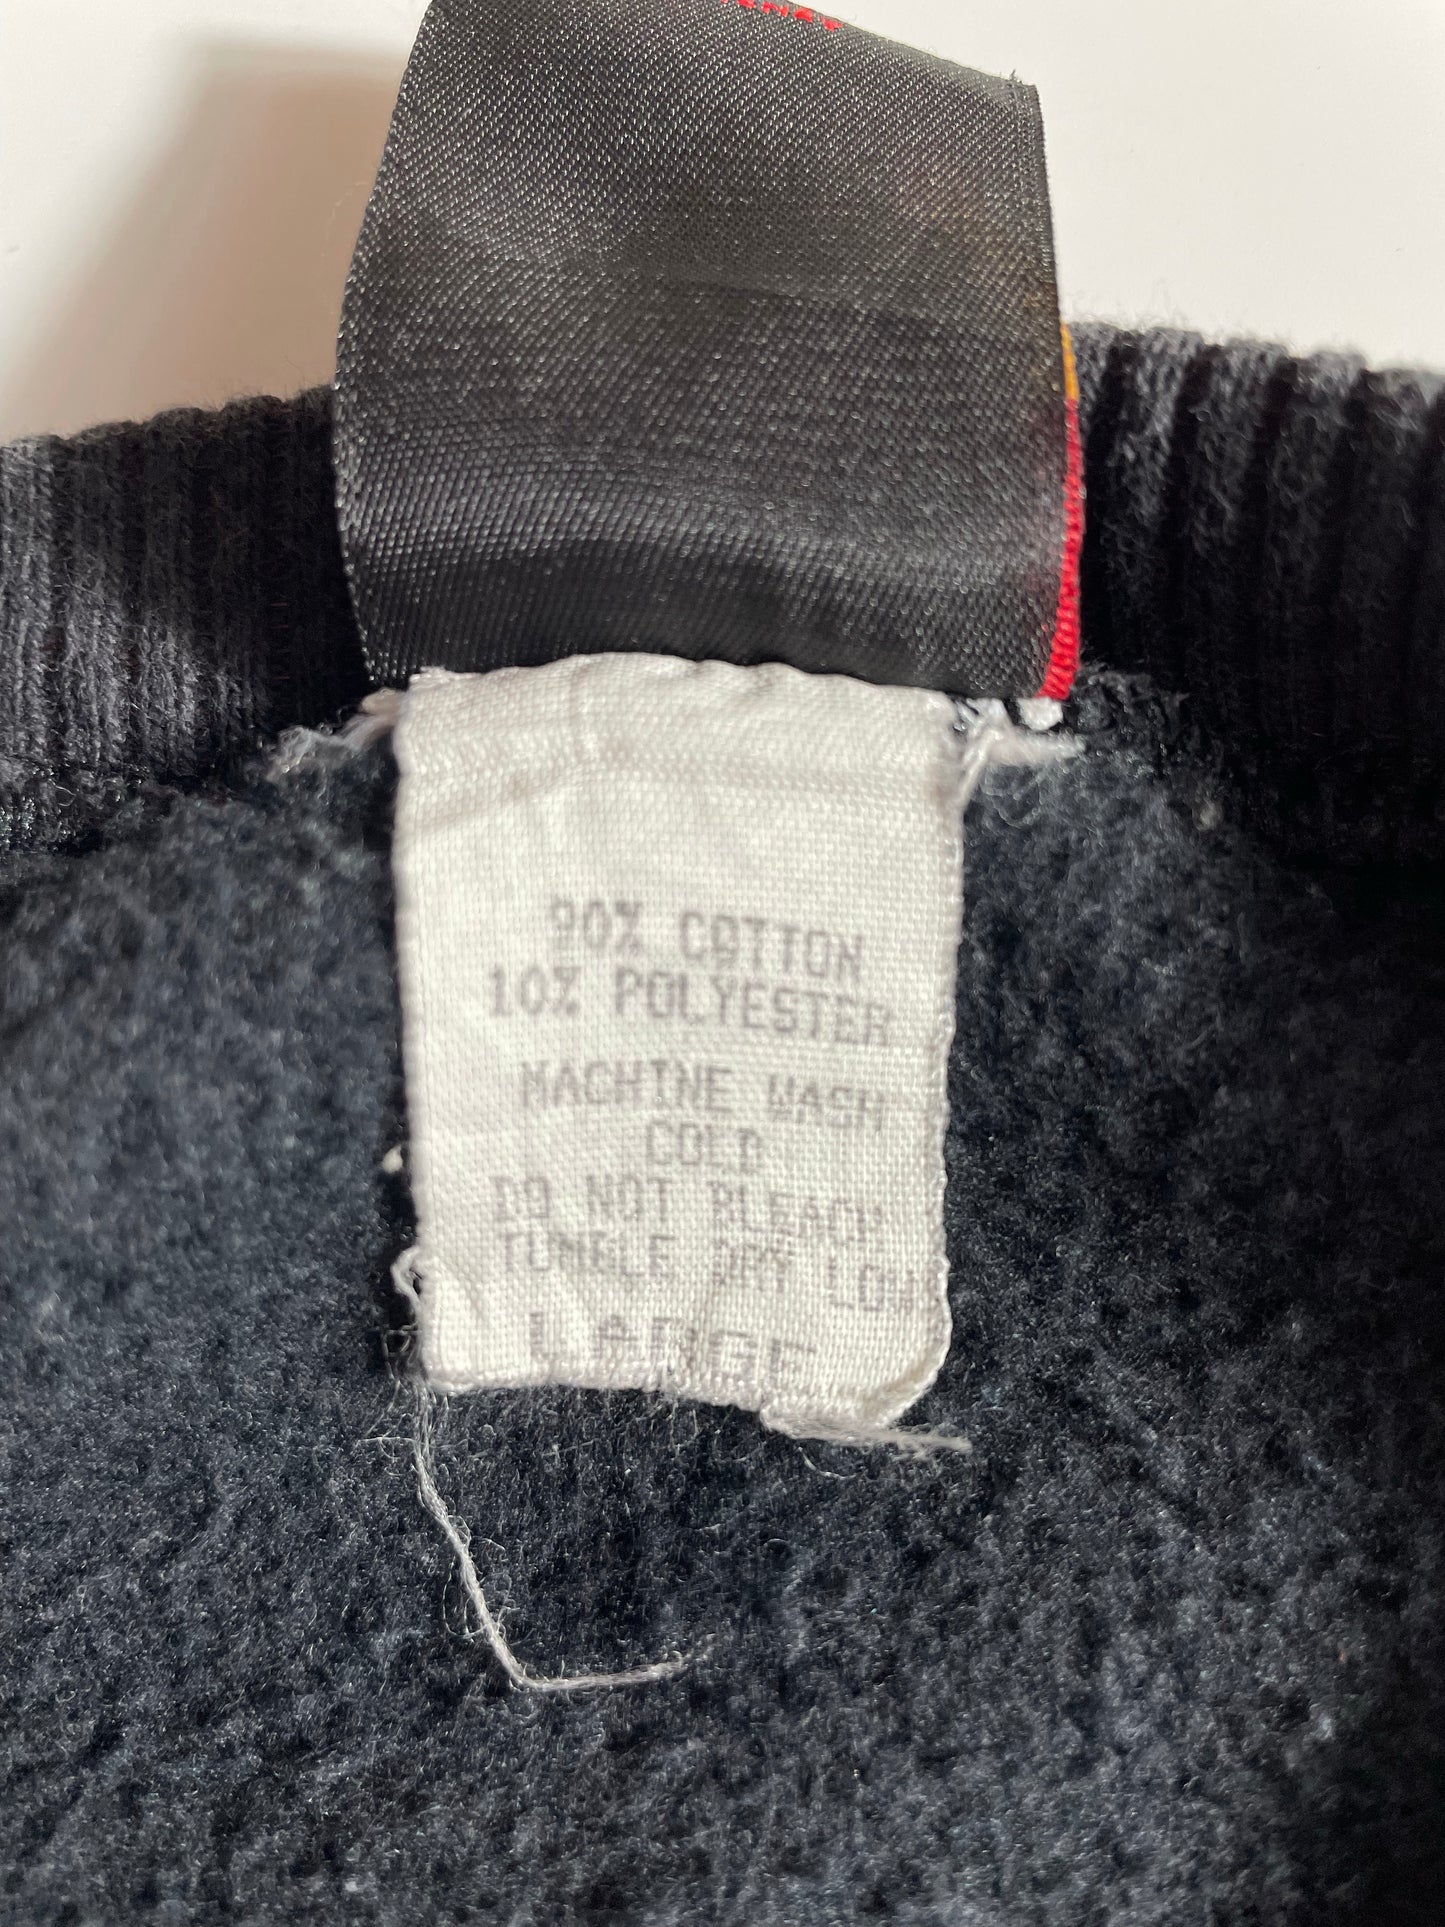 90% COTTON
10% POLYESTER
MACHINE WASH
COLD
DO NOT BLEACH
TUMBLE DRY LOW
LARGE